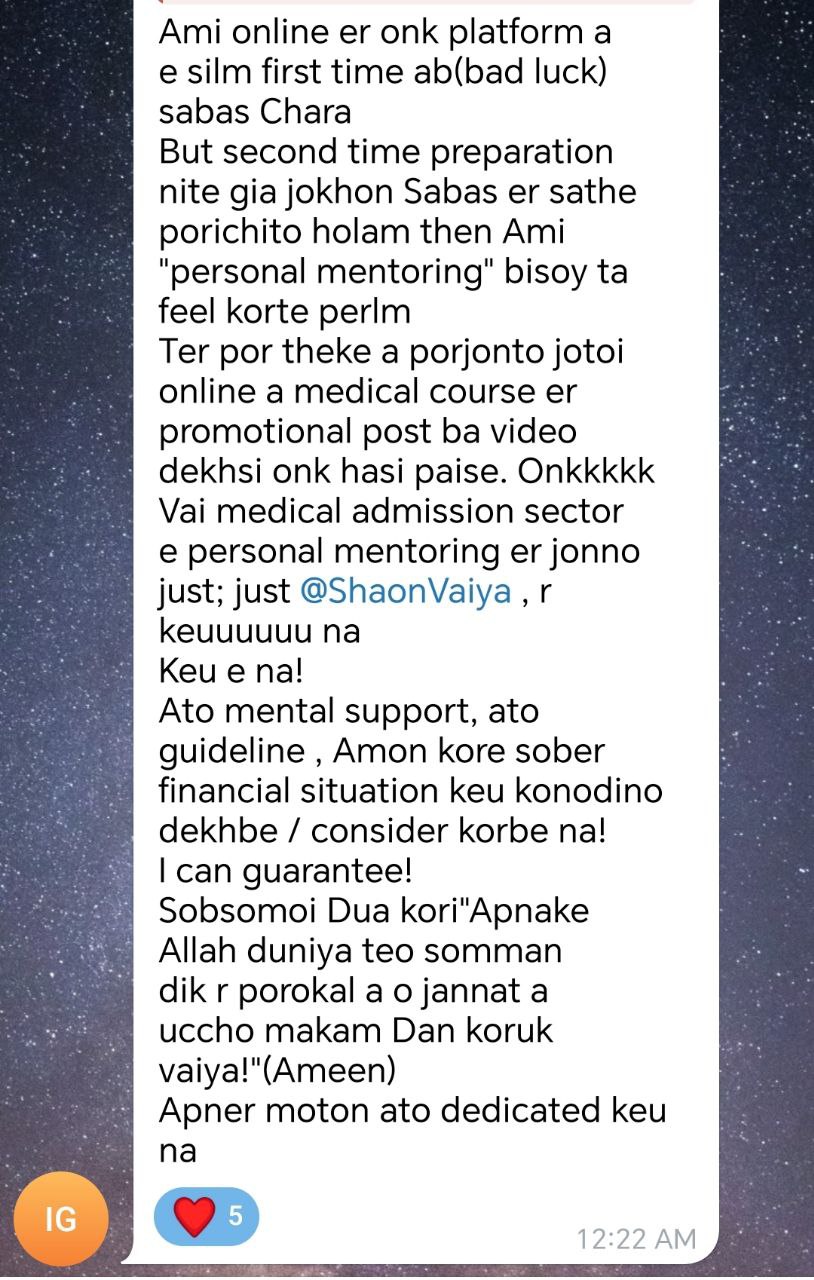 Ami online er onk platform a
e silm first time ab(bad luck)
sabas Chara
But second time preparation
nite gia jokhon Sabas er sathe
porichito holam then Ami
"personal mentoring" bisoy ta
feel korte perlm
Ter por theke a porjonto jotoi
online a medical course er
promotional post ba video
dekhsi onk hasi paise. Onkkkkk
Vai medical admission sector
e personal mentoring er jonno
just; just @ShaonVaiya , r
keuuuuuu na
Keu e na!
Ato mental support, ato
guideline , Amon kore sober
financial situation keu konodino
dekhbe / consider korbe na!
I can guarantee!
Sobsomoi Dua kori"Apnake
Allah duniya teo somman
dik r porokal a o jannat a
uccho makam Dan koruk
vaiya!"(Ameen)
Apner moton ato dedicated keu
na
❤️ 5
IG
12:22 AM